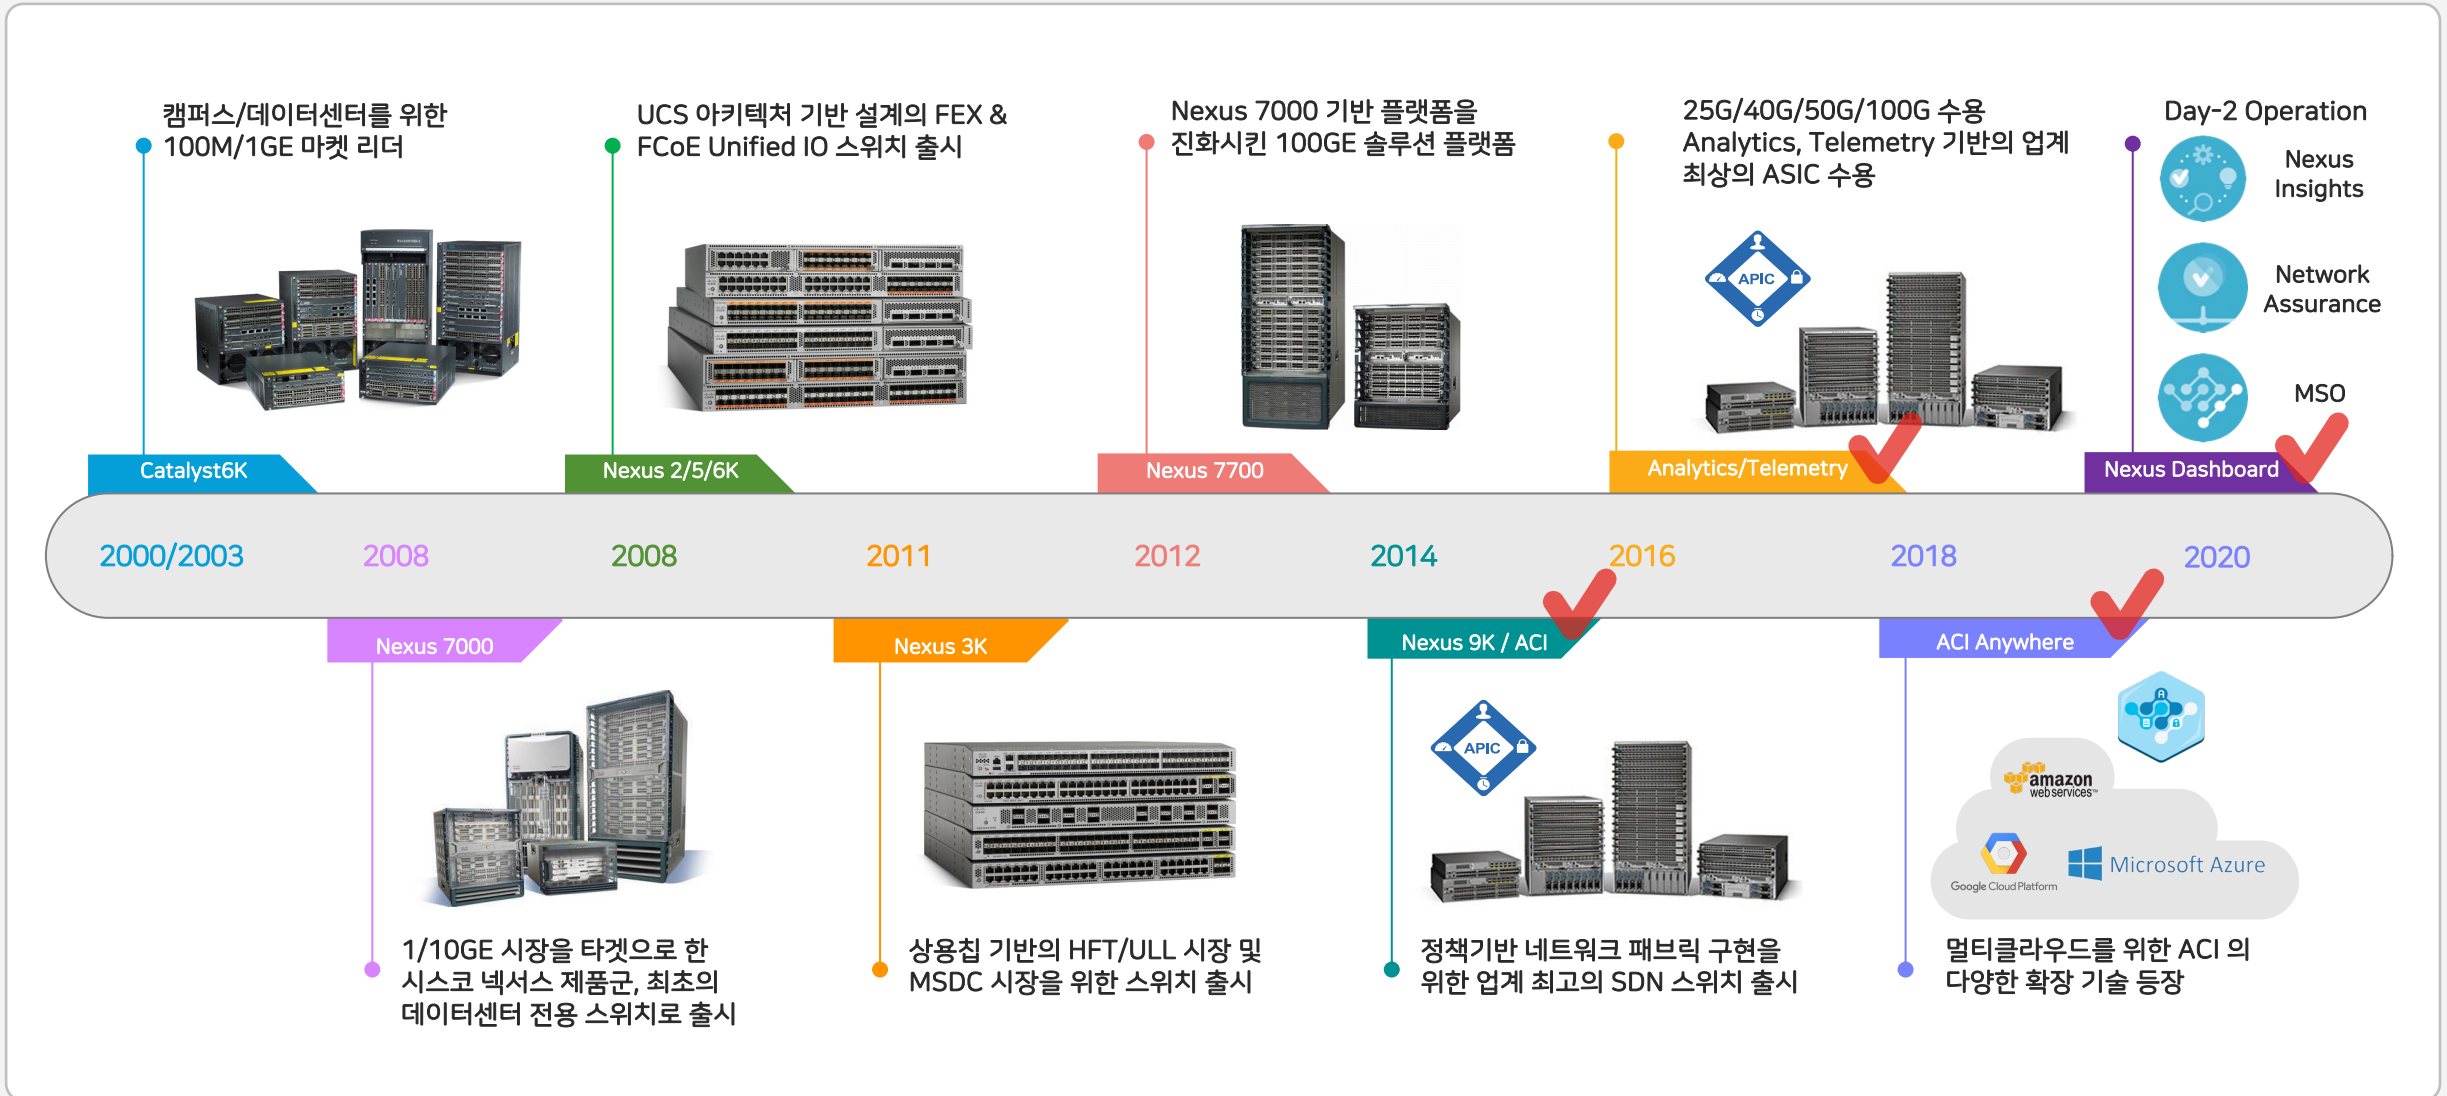 캠퍼스/데이터센터를 위한
100M/1GE 마켓 리더
UCS 아키텍처 기반 설계의 FEX &
FCoE Unified IO 스위치 출시
Nexus 7000 기반 플랫폼을
진화시킨 100GE 솔루션 플랫폼
25G/40G/50G/100G 수용
Analytics, Telemetry 기반의 업계
최상의 ASIC 수용
APIC
Day-2 Operation
Nexus
Insights
Network
Assurance
MSO
Catalyst6K
Nexus 2/5/6K
Nexus 7700
Analytics/Telemetry
Nexus Dashboard
2000/2003
2008
2008
2011
2012
2014
2016
2018
2020
Nexus 7000
Nexus 3K
Nexus 9K / ACI
ACI Anywhere
APIC
A
amazon
web services™
Google Cloud Platform
Microsoft Azure
1/10GE 시장을 타겟으로 한
시스코 넥서스 제품군, 최초의
데이터센터 전용 스위치로 출시
상용칩 기반의 HFT/ULL 시장 및
MSDC 시장을 위한 스위치 출시
정책기반 네트워크 패브릭 구현을
위한 업계 최고의 SDN 스위치 출시
멀티클라우드를 위한 ACI 의
다양한 확장 기술 등장